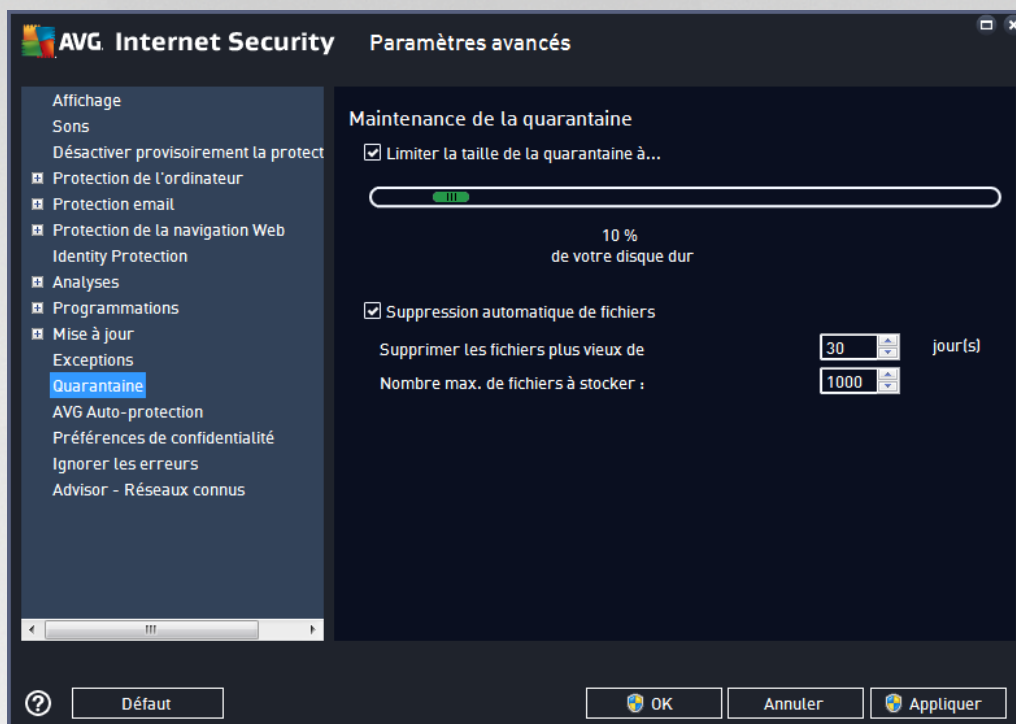 AVG. Internet Security Paramètres avancés
Affichage
Sons
Désactiver provisoirement la protect
Protection de l'ordinateur
Protection email
Protection de la navigation Web
Identity Protection
Analyses
Programmations
Mise à jour
Exceptions
Quarantaine
AVG Auto-protection
Préférences de confidentialité
Ignorer les erreurs
Advisor - Réseaux connus
Maintenance de la quarantaine
Limiter la taille de la quarantaine à...
10 %
de votre disque dur
Suppression automatique de fichiers
Supprimer les fichiers plus vieux de 30 jour(s)
Nombre max. de fichiers à stocker : 1000
? Défaut OK Annuler Appliquer